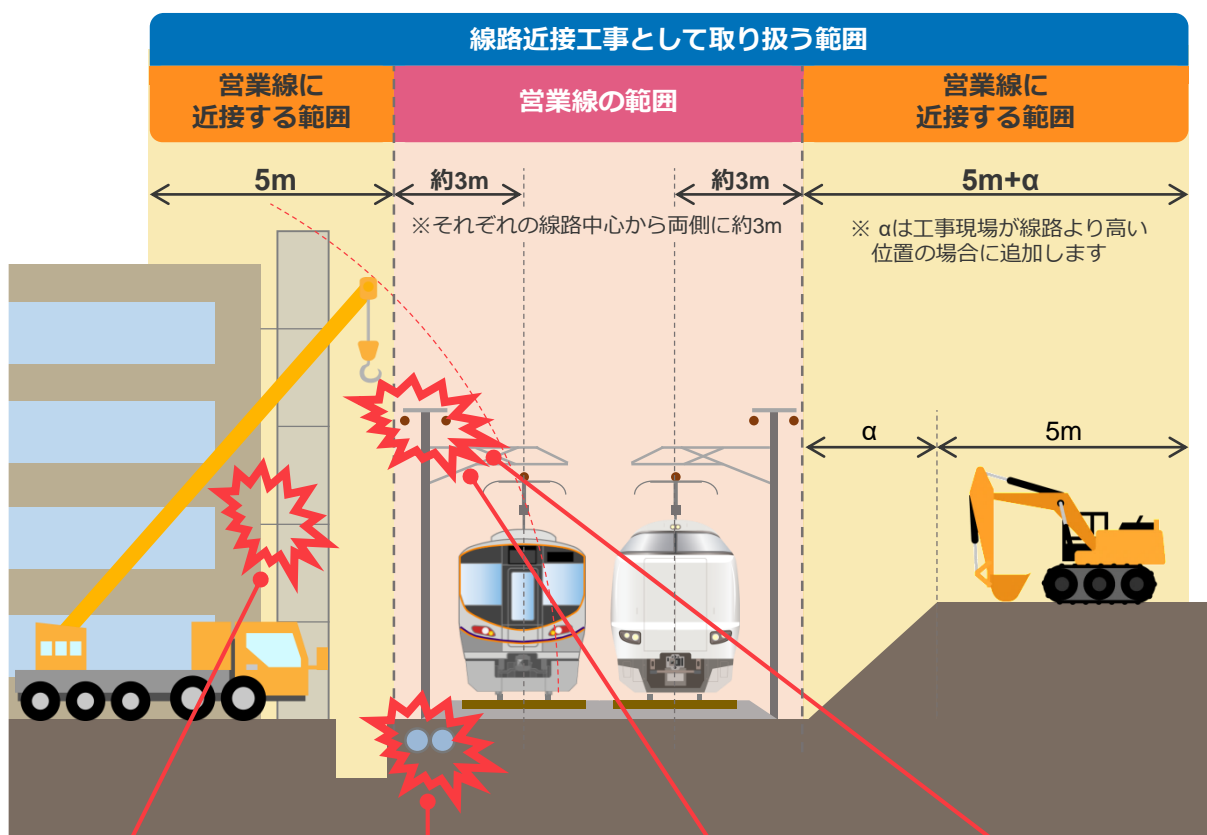 線路近接工事として取り扱う範囲
営業線に
近接する範囲
営業線の範囲
営業線に
近接する範囲
5m
約3m
約3m
5m+α
※それぞれの線路中心から両側に約3m
※ αは工事現場が線路より高い
位置の場合に追加します
α
5m